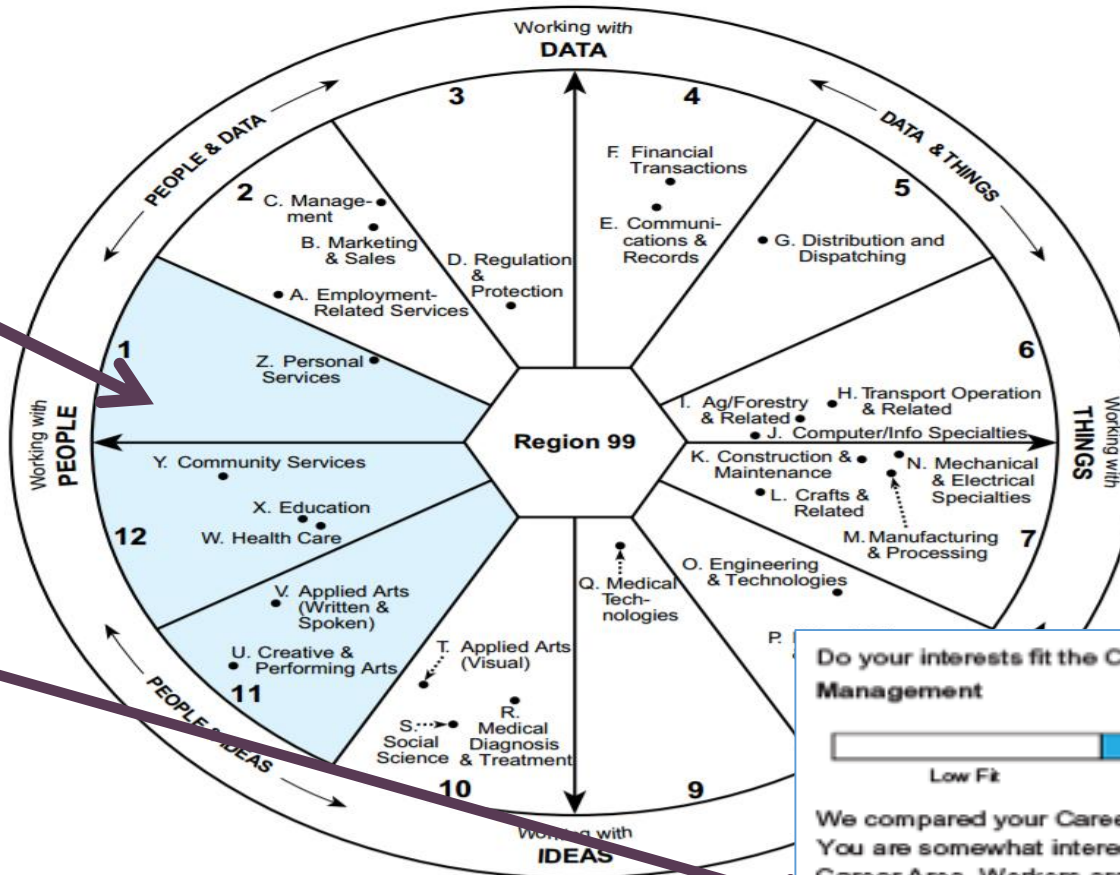 Working with
DATA
PEOPLE & DATA
DATA & THINGS
3
4
2
5
C. Manage-
ment
B. Marketing
& Sales
A. Employment-
Related Services
D. Regulation
&
Protection
F. Financial
Transactions
E. Communi-
cations &
Records
G. Distribution and
Dispatching
1
6
Z. Personal
Services
I. Ag/Forestry
& Related
H. Transport Operation
& Related
J. Computer/Info Specialties
Working with
PEOPLE
Region 99
THINGS
Working with
Y. Community Services
X. Education
W. Health Care
12
K. Construction &
Maintenance
L. Crafts &
Related
N. Mechanical
& Electrical
Specialties
M. Manufacturing
& Processing
7
V. Applied Arts
(Written &
Spoken)
U. Creative &
Performing Arts
11
PEOPLE & IDEAS
Q. Medical
Tech-
nologies
O. Engineering
& Technologies
P.
T. Applied Arts
(Visual)
S.
Social
Science
R.
Medical
Diagnosis
& Treatment
10
9
Working with
IDEAS
Do your interests fit the C
Management
Low Fit
We compared your Caree
You are somewhat intere